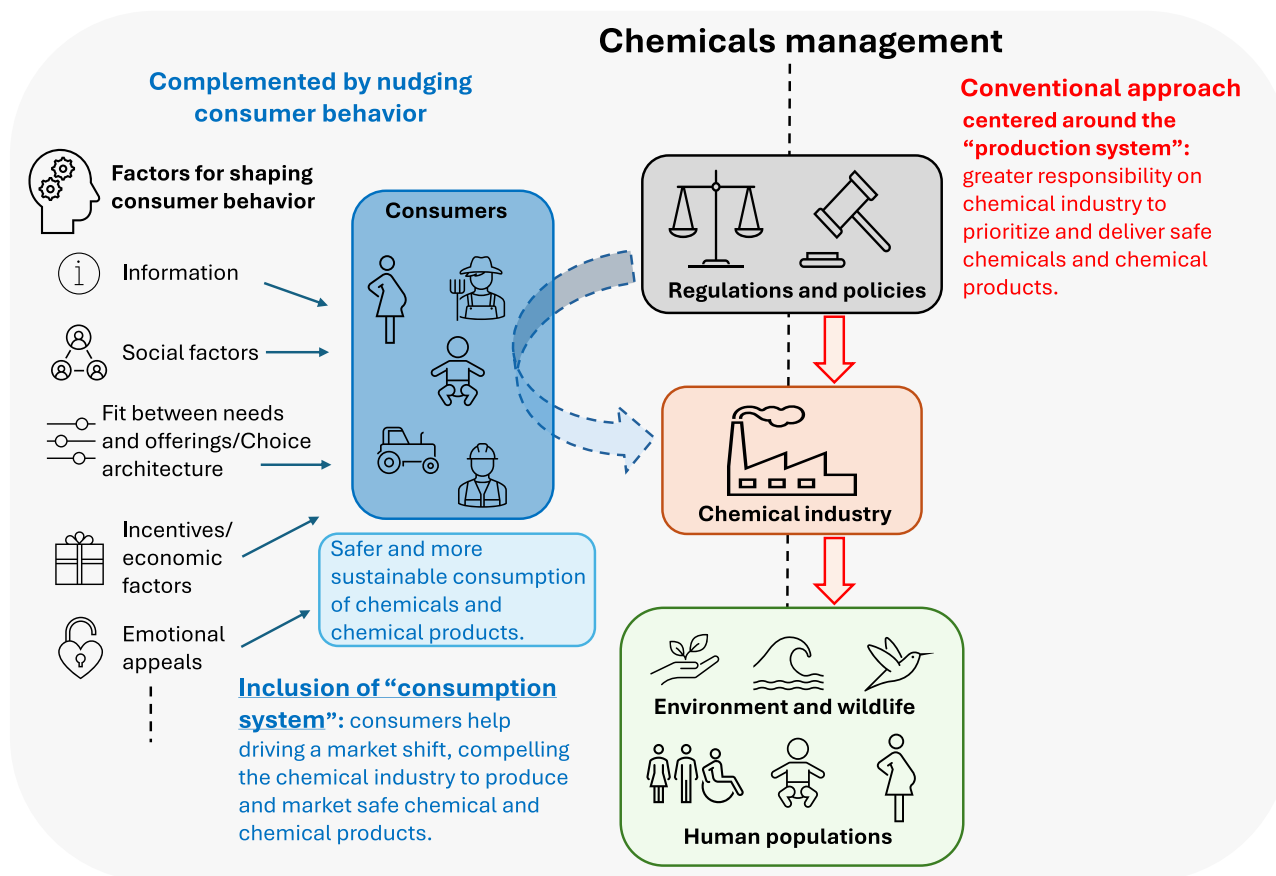 Chemicals management
Complemented by nudging
consumer behavior
Conventional approach
centered around the
“production system”:
greater responsibility on
chemical industry to
prioritize and deliver safe
chemicals and chemical
products.
Factors for shaping
consumer behavior
Information
Social factors
Fit between needs
and offerings/Choice
architecture
Incentives/
economic
factors
Emotional
appeals
Consumers
Safer and more
sustainable consumption
of chemicals and
chemical products.
Inclusion of “consumption
system”: consumers help
driving a market shift, compelling
the chemical industry to produce
and market safe chemical and
chemical products.
Regulations and policies
Chemical industry
Environment and wildlife
Human populations